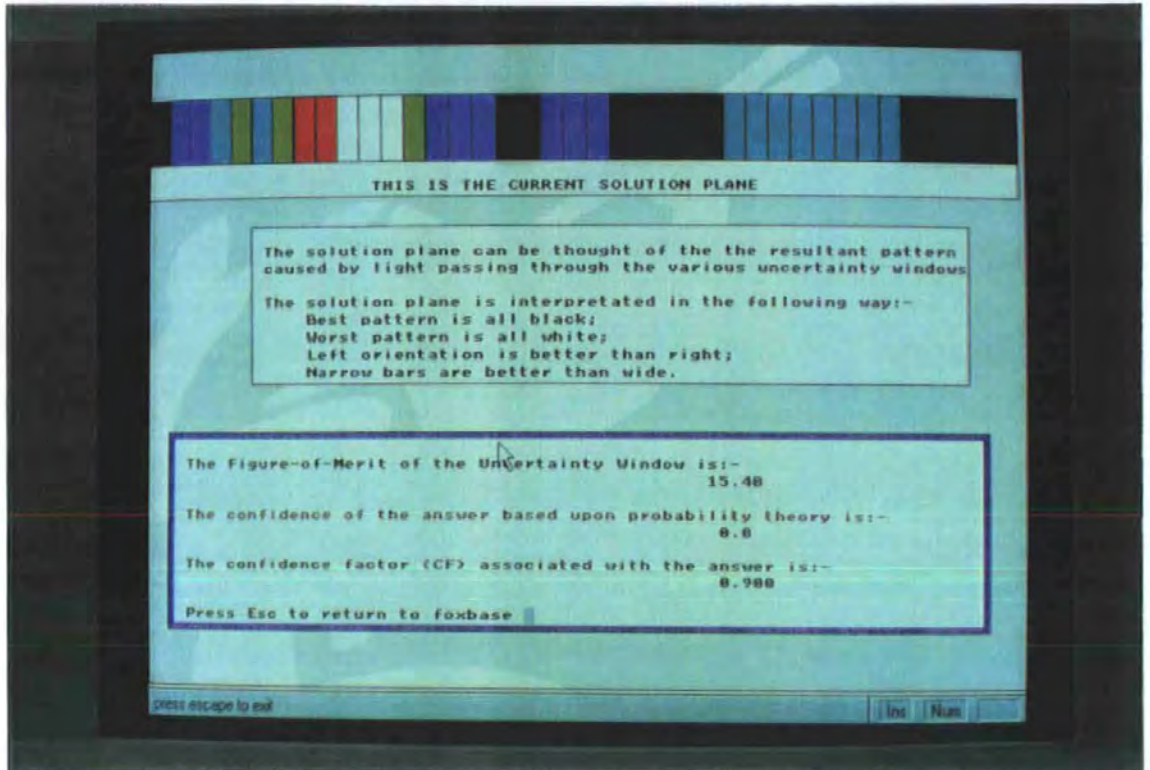 THIS IS THE CURRENT SOLUTION PLANE
The solution plane can be thought of the the resultant pattern
caused by light passing through the various uncertainty windows
The solution plane is interpretated in the following way:-
Best pattern is all black;
Worst pattern is all white;
Left orientation is better than right;
Narrow bars are better than wide.
The Figure-of-Merit of the Uncertainty Window is:-
15.40
The confidence of the answer based upon probability theory is:-
0.0
The confidence factor (CF) associated with the answer is:-
0.900
Press Esc to return to foxbase
press escape to exit
Ins Num